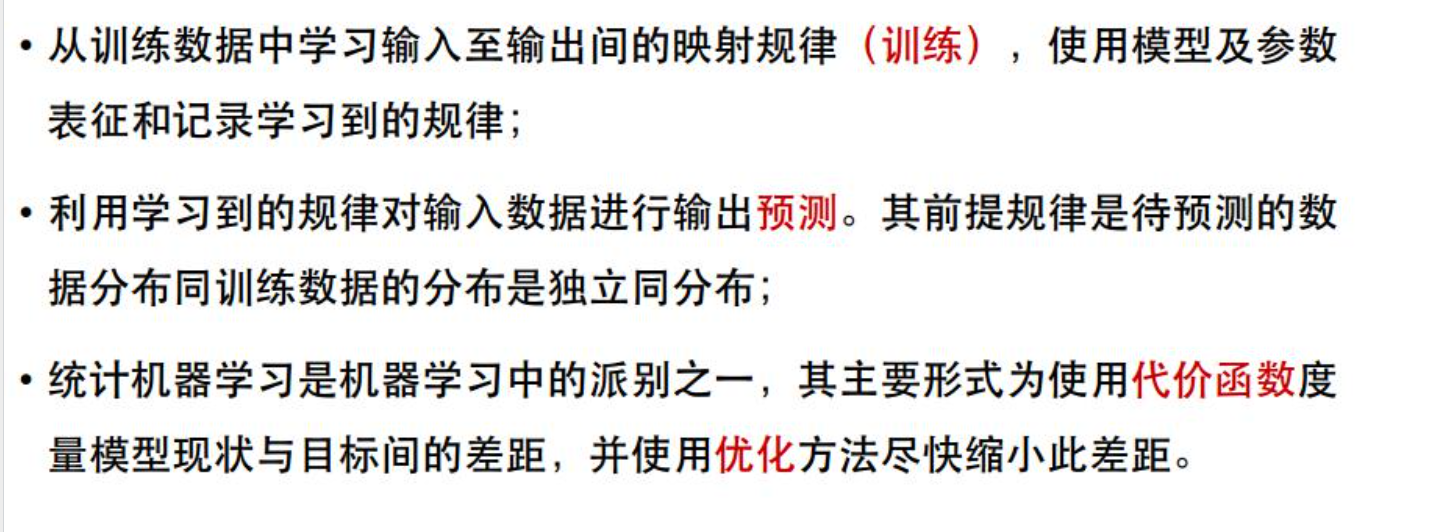 • 从训练数据中学习输入至输出间的映射规律（训练），使用模型及参数
表征和记录学习到的规律；
• 利用学习到的规律对输入数据进行输出预测。其前提规律是待预测的数
据分布同训练数据的分布是独立同分布；
• 统计机器学习是机器学习中的派别之一，其主要形式为使用代价函数度
量模型现状与目标间的差距，并使用优化方法尽快缩小此差距。